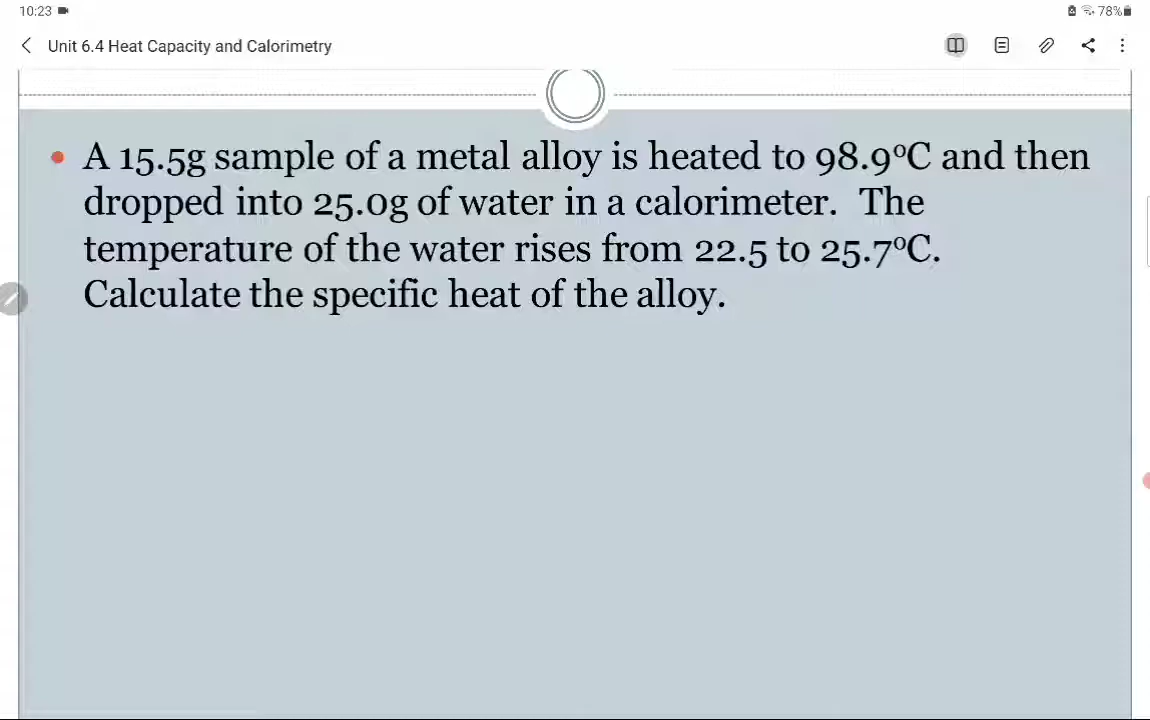 10:23
78%
Unit 6.4 Heat Capacity and Calorimetry
• A 15.5g sample of a metal alloy is heated to 98.9⁰C and then
dropped into 25.0g of water in a calorimeter.  The
temperature of the water rises from 22.5 to 25.7⁰C.
Calculate the specific heat of the alloy.